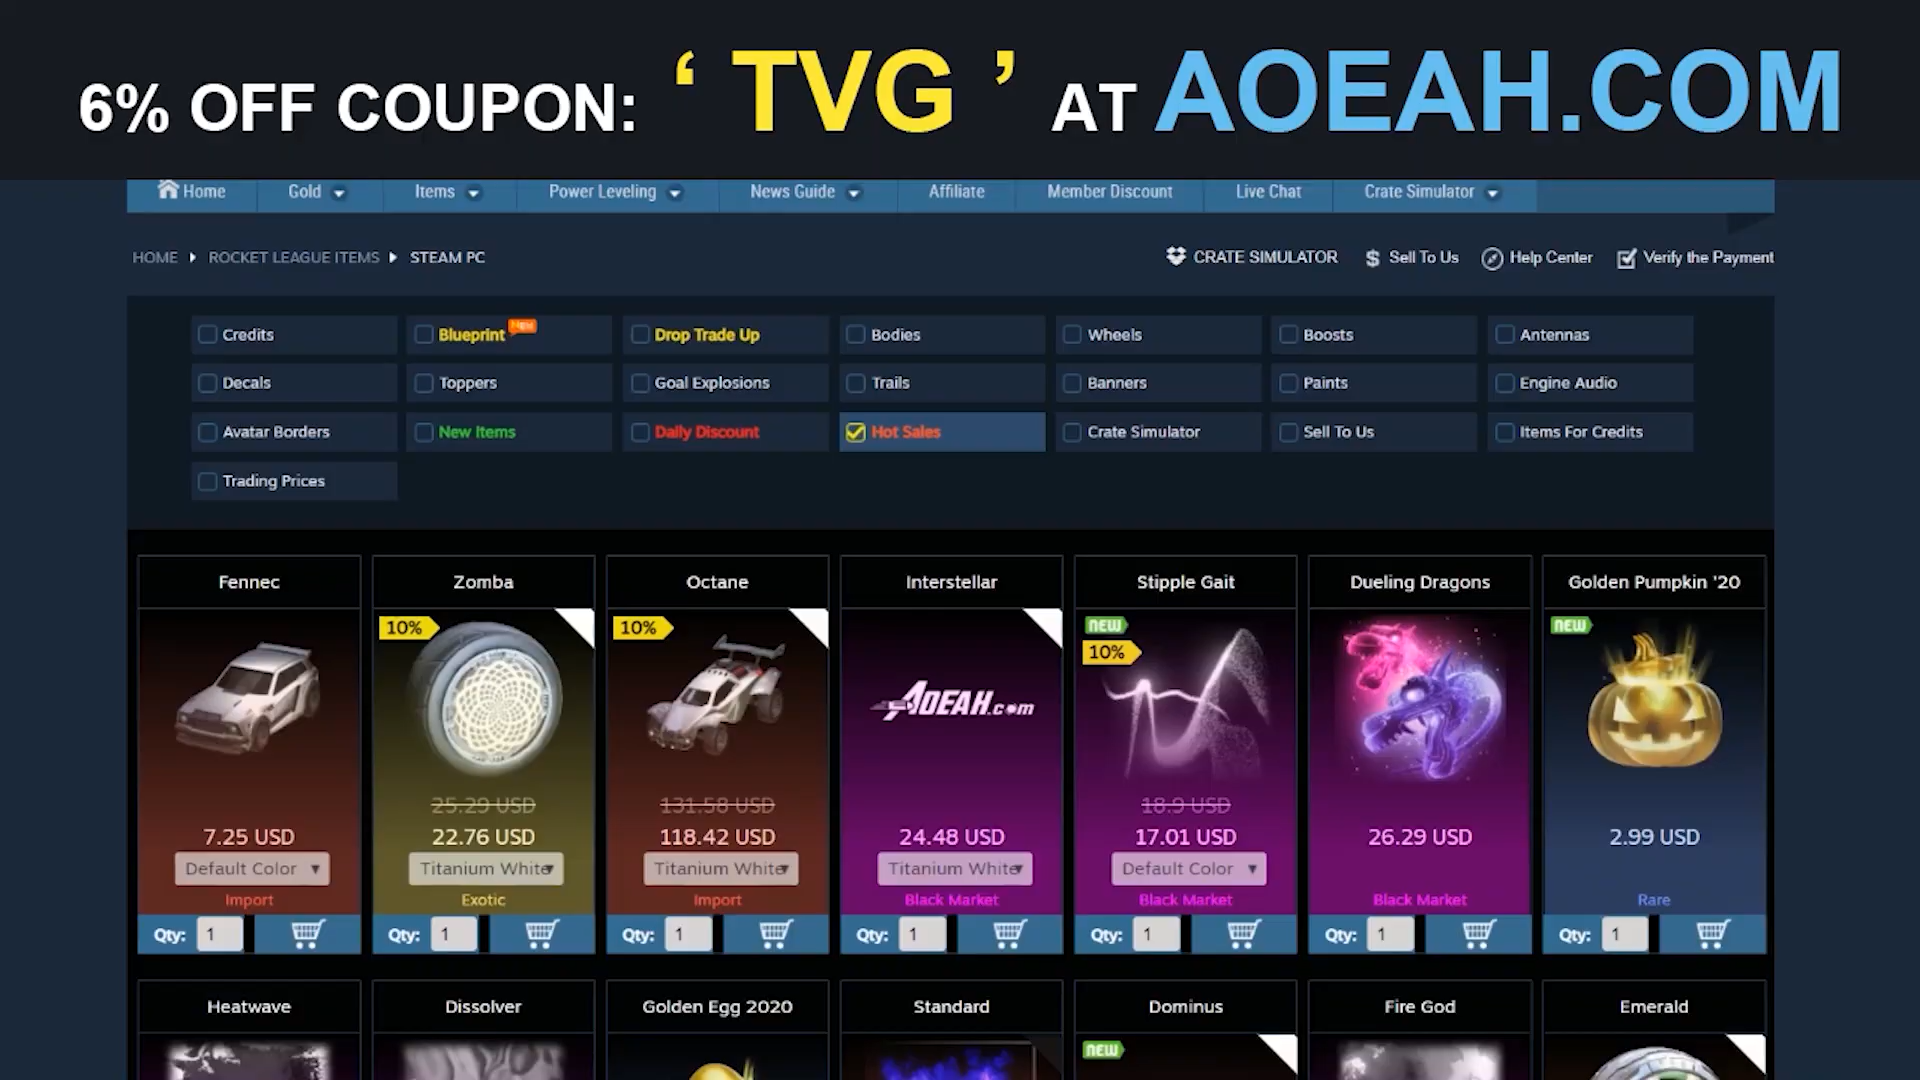 6% OFF COUPON: ‘ TVG ’ AT AOEAH.COM
Home Gold Items Power Leveling News Guide Affiliate Member Discount Live Chat Crate Simulator
HOME ROCKET LEAGUE ITEMS STEAM PC CRATE SIMULATOR $ Sell To Us Help Center Verify the Payment
Credits Blueprint New Drop Trade Up Bodies Wheels Boosts Antennas
Decals Toppers Goal Explosions Trails Banners Paints Engine Audio
Avatar Borders New Items Daily Discount Hot Sales Crate Simulator Sell To Us Items For Credits
Trading Prices
Fennec Zomba Octane Interstellar Stipple Gait Dueling Dragons Golden Pumpkin '20
10% 10% NEW 10% NEW
AOEAH.com
25.29 USD 131.58 USD 18.9 USD
7.25 USD 22.76 USD 118.42 USD 24.48 USD 17.01 USD 26.29 USD 2.99 USD
Default Color Titanium White Titanium White Titanium White Default Color
Import Exotic Import Black Market Black Market Black Market Rare
Qty: 1 Qty: 1 Qty: 1 Qty: 1 Qty: 1 Qty: 1 Qty: 1
Heatwave Dissolver Golden Egg 2020 Standard Dominus Fire God Emerald
NEW